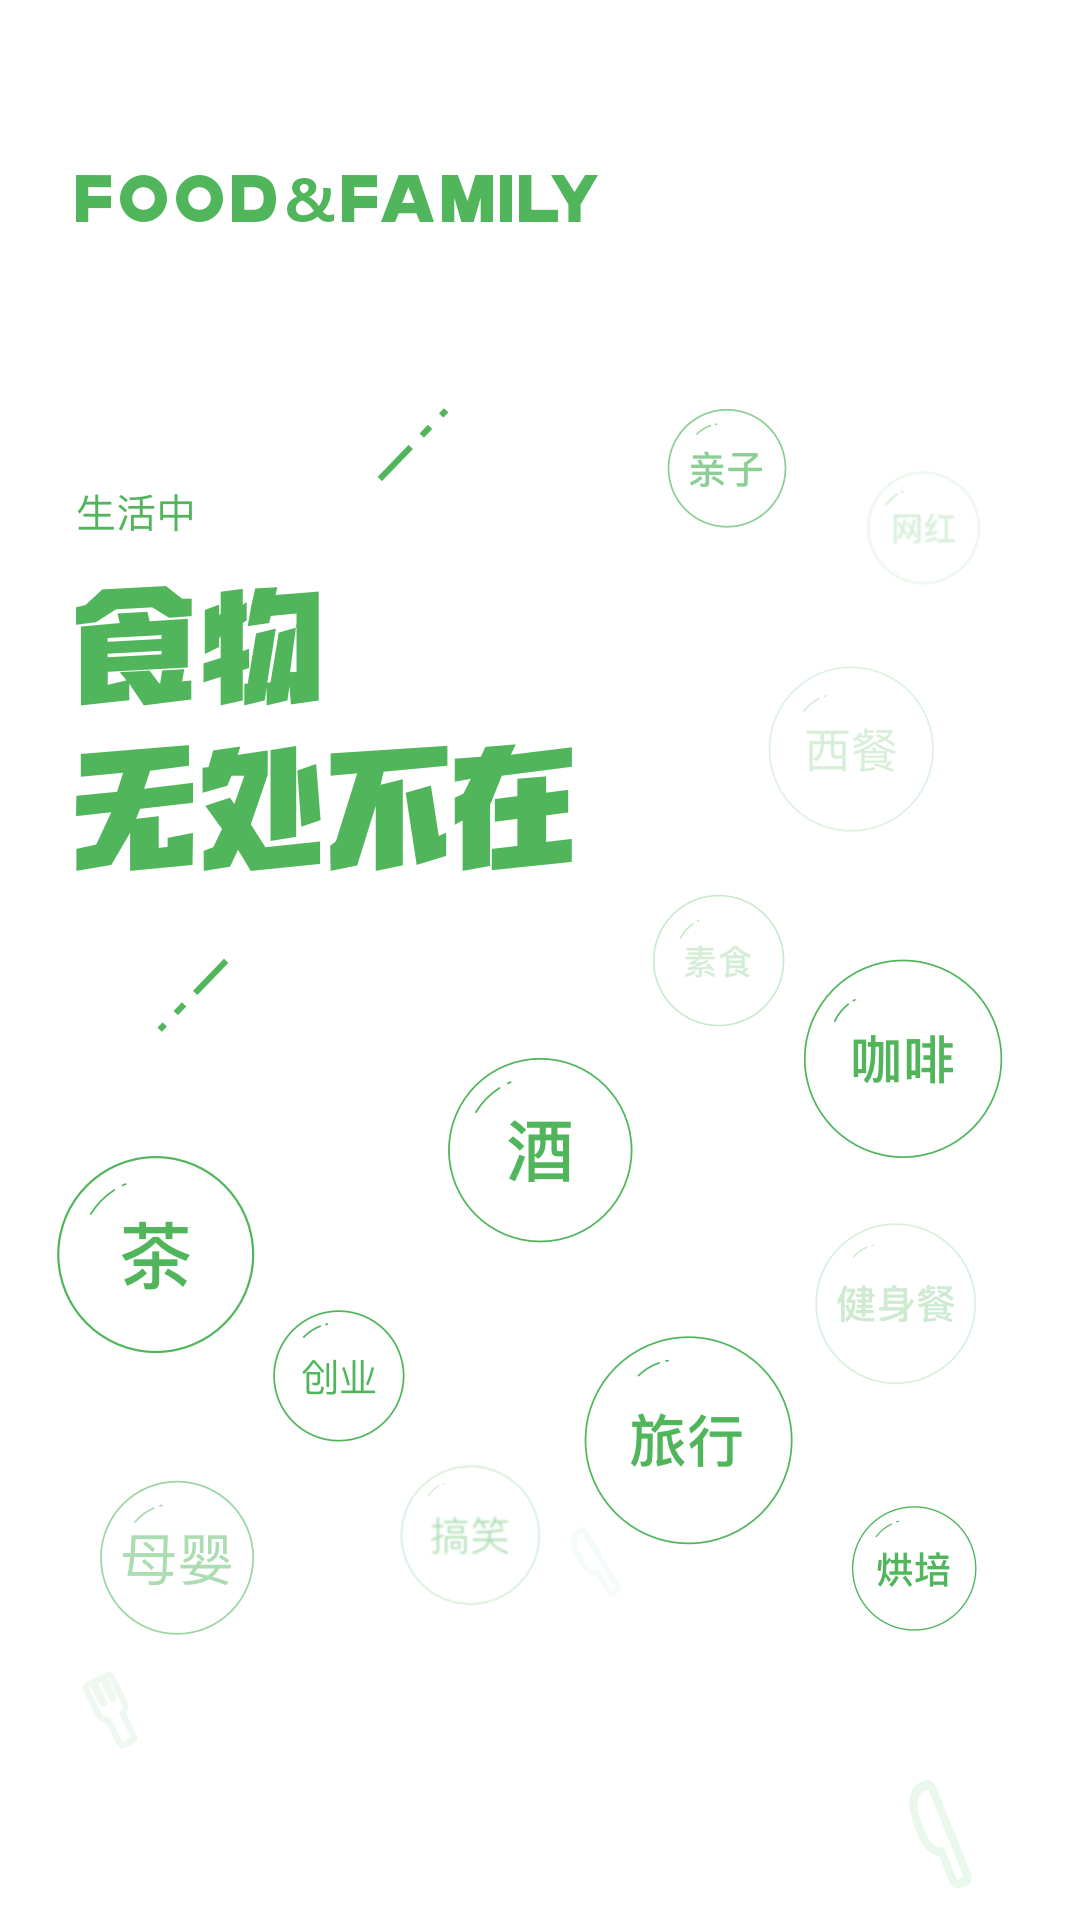 FOOD&FAMILY
生活中
食物
无处不在
亲子
网红
西餐
素食
咖啡
酒
茶
健身餐
创业
旅行
母婴
搞笑
烘培